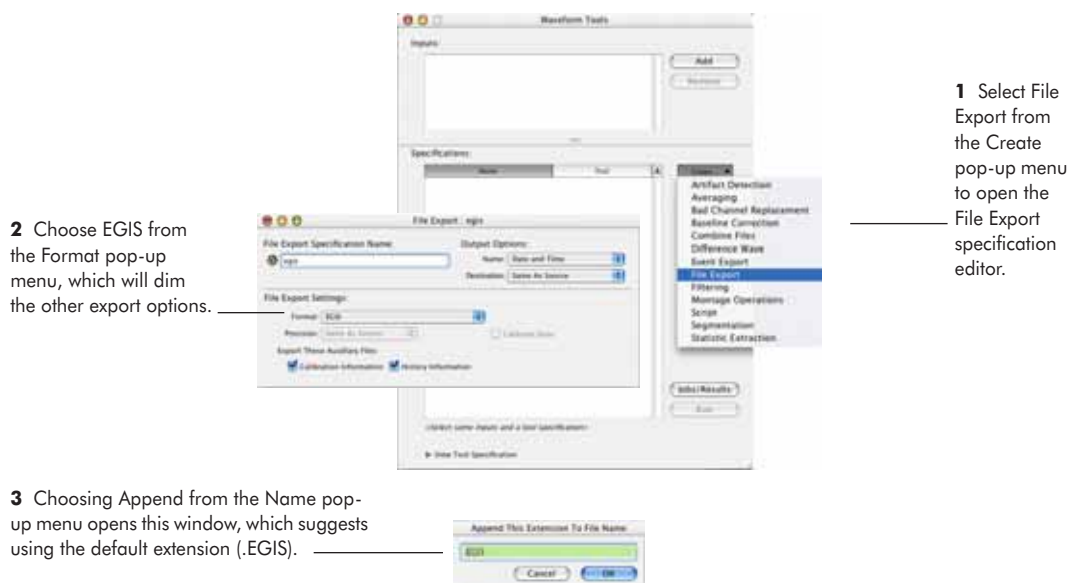 Waveform Tools
Inputs:
Add
Remove
1 Select File
Export from
the Create
pop-up menu
to open the
File Export
specification
editor.
Specifications:
Name
Tool
Artifact Detection
Averaging
Bad Channel Replacement
Baseline Correction
Combine Files
Difference Wave
Event Export
File Export
Filtering
Montage Operations
Script
Segmentation
Statistic Extraction
2 Choose EGIS from
the Format pop-up
menu, which will dim
the other export options.
File Export : egis
File Export Specification Name:
Output Options:
egis
Name: Date and Time
Destination: Same As Source
File Export Settings:
Format: EGIS
Precision: Same As Source
Calibrate Data
Export These Auxiliary Files:
Calibration Information
History Information
Jobs/Results
Run
<Select some inputs and a tool specification>
View Tool Specification
3 Choosing Append from the Name pop-
up menu opens this window, which suggests
using the default extension (.EGIS).
Append This Extension To File Name
Cancel
OK